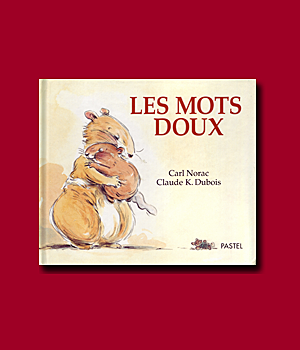 LES MOTS
DOUX
Carl Norac
Claude K. Dubois
PASTEL